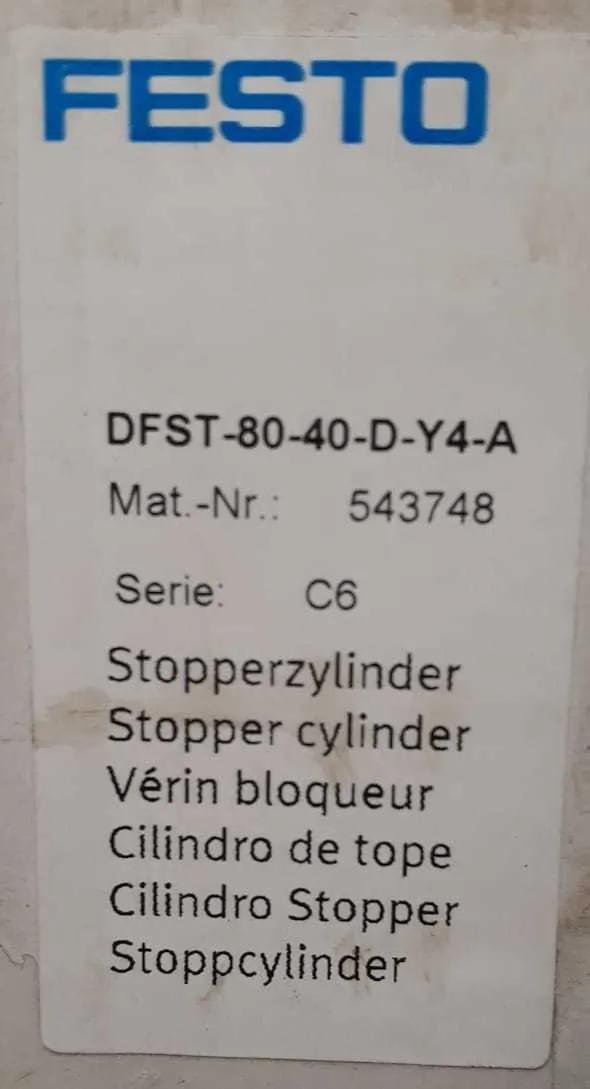 FESTO
DFST-80-40-D-Y4-A
Mat.-Nr.: 543748
Serie: C6
Stopperzylinder
Stopper cylinder
Vérin bloqueur
Cilindro de tope
Cilindro Stopper
Stoppcylinder